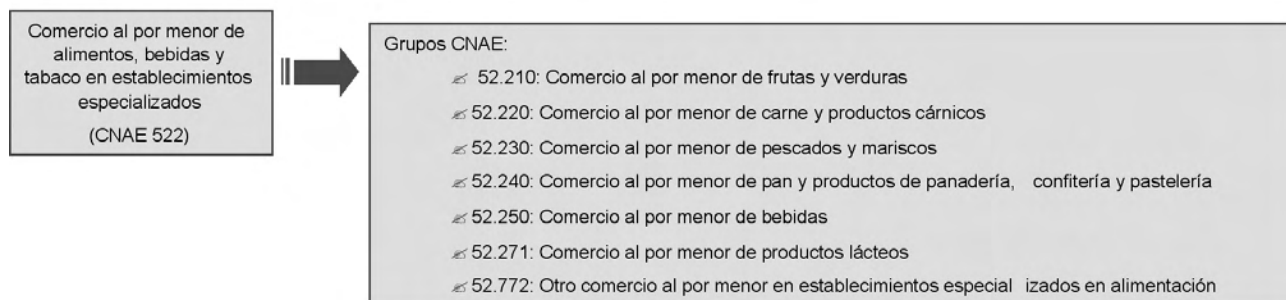 Comercio al por menor de
alimentos, bebidas y
tabaco en establecimientos
especializados
(CNAE 522)
Grupos CNAE:
52.210: Comercio al por menor de frutas y verduras
52.220: Comercio al por menor de carne y productos cárnicos
52.230: Comercio al por menor de pescados y mariscos
52.240: Comercio al por menor de pan y productos de panadería, confitería y pastelería
52.250: Comercio al por menor de bebidas
52.271: Comercio al por menor de productos lácteos
52.772: Otro comercio al por menor en establecimientos especial izados en alimentación